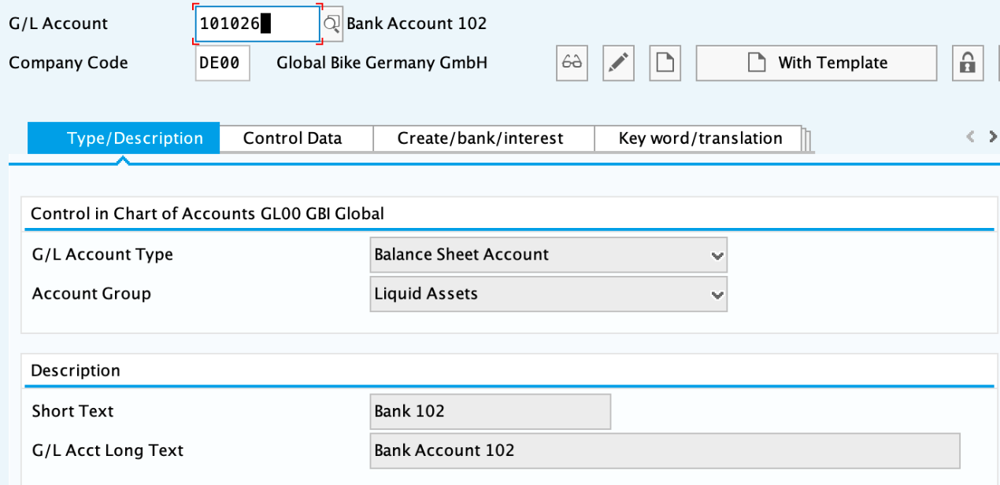 G/L Account 101026 Bank Account 102
Company Code DE00 Global Bike Germany GmbH With Template
Type/Description Control Data Create/bank/interest Key word/translation
Control in Chart of Accounts GL00 GBI Global
G/L Account Type Balance Sheet Account
Account Group Liquid Assets
Description
Short Text Bank 102
G/L Acct Long Text Bank Account 102